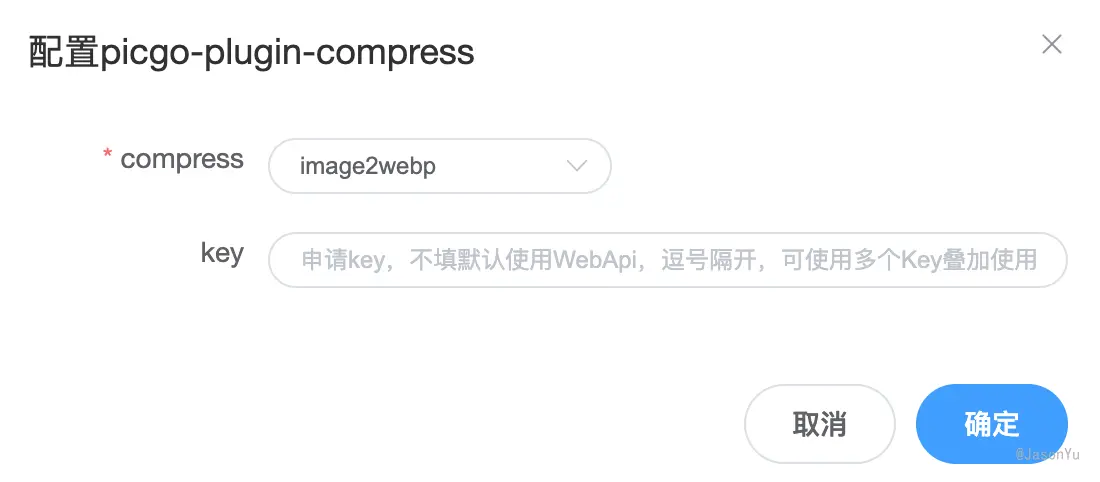 配置picgo-plugin-compress
* compress
image2webp
key
申请key，不填默认使用WebApi，逗号隔开，可使用多个Key叠加使用
取消
确定
@JasonYu